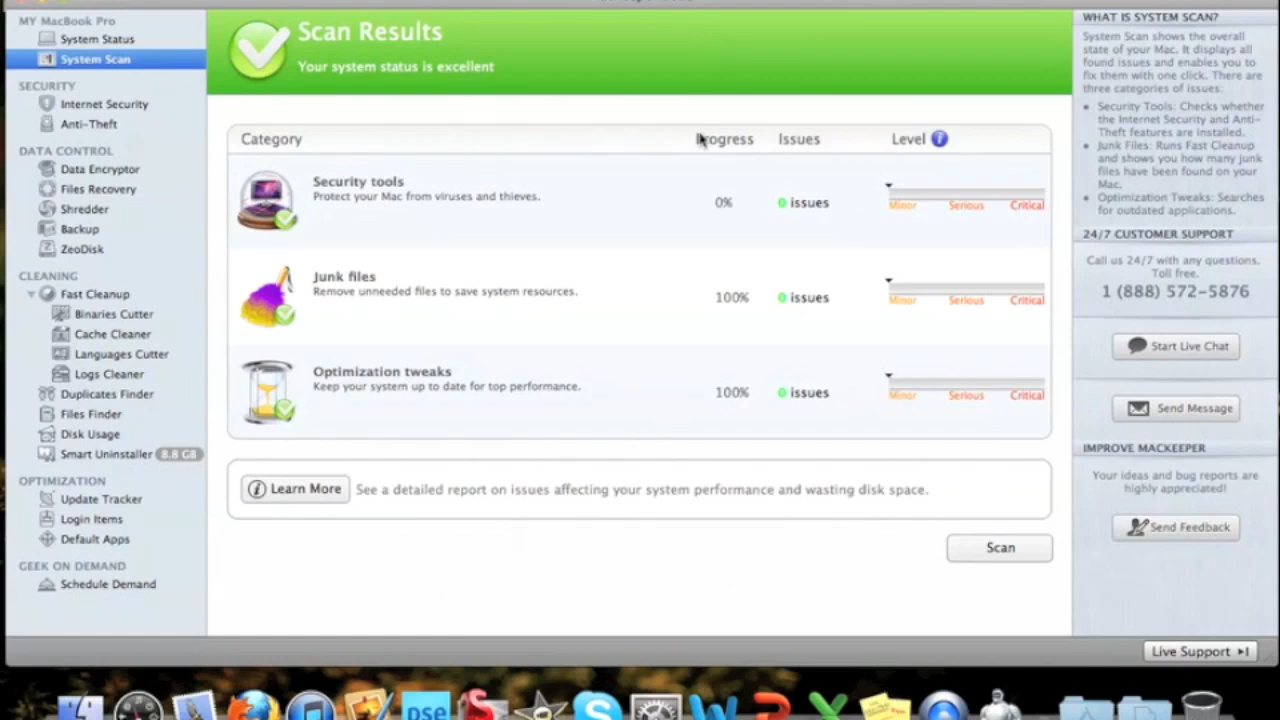 MY MacBook Pro
System Status
System Scan
SECURITY
Internet Security
Anti-Theft
DATA CONTROL
Data Encryptor
Files Recovery
Shredder
Backup
ZeoDisk
CLEANING
Fast Cleanup
Binaries Cutter
Cache Cleaner
Languages Cutter
Logs Cleaner
Duplicates Finder
Files Finder
Disk Usage
Smart Uninstaller 8.8 GB
OPTIMIZATION
Update Tracker
Login Items
Default Apps
GEEK ON DEMAND
Schedule Demand
Scan Results
Your system status is excellent
Category Progress Issues Level i
Security tools
Protect your Mac from viruses and thieves.
0% 0 issues
Minor Serious Critical
Junk files
Remove unneeded files to save system resources.
100% 0 issues
Minor Serious Critical
Optimization tweaks
Keep your system up to date for top performance.
100% 0 issues
Minor Serious Critical
i Learn More See a detailed report on issues affecting your system performance and wasting disk space.
Scan
WHAT IS SYSTEM SCAN?
System Scan shows the overall
state of your Mac. It displays all
found issues and enables you to
fix them with one click. There are
three categories of issues:
• Security Tools: Checks whether
the Internet Security and Anti-
Theft features are installed.
• Junk Files: Runs Fast Cleanup
and shows you how many junk
files have been found on your
Mac.
• Optimization Tweaks: Searches
for outdated applications.
24/7 CUSTOMER SUPPORT
Call us 24/7 with any questions.
Toll free.
1 (888) 572-5876
Start Live Chat
Send Message
IMPROVE MACKEEPER
Your ideas and bug reports are
highly appreciated!
Send Feedback
Live Support
pse